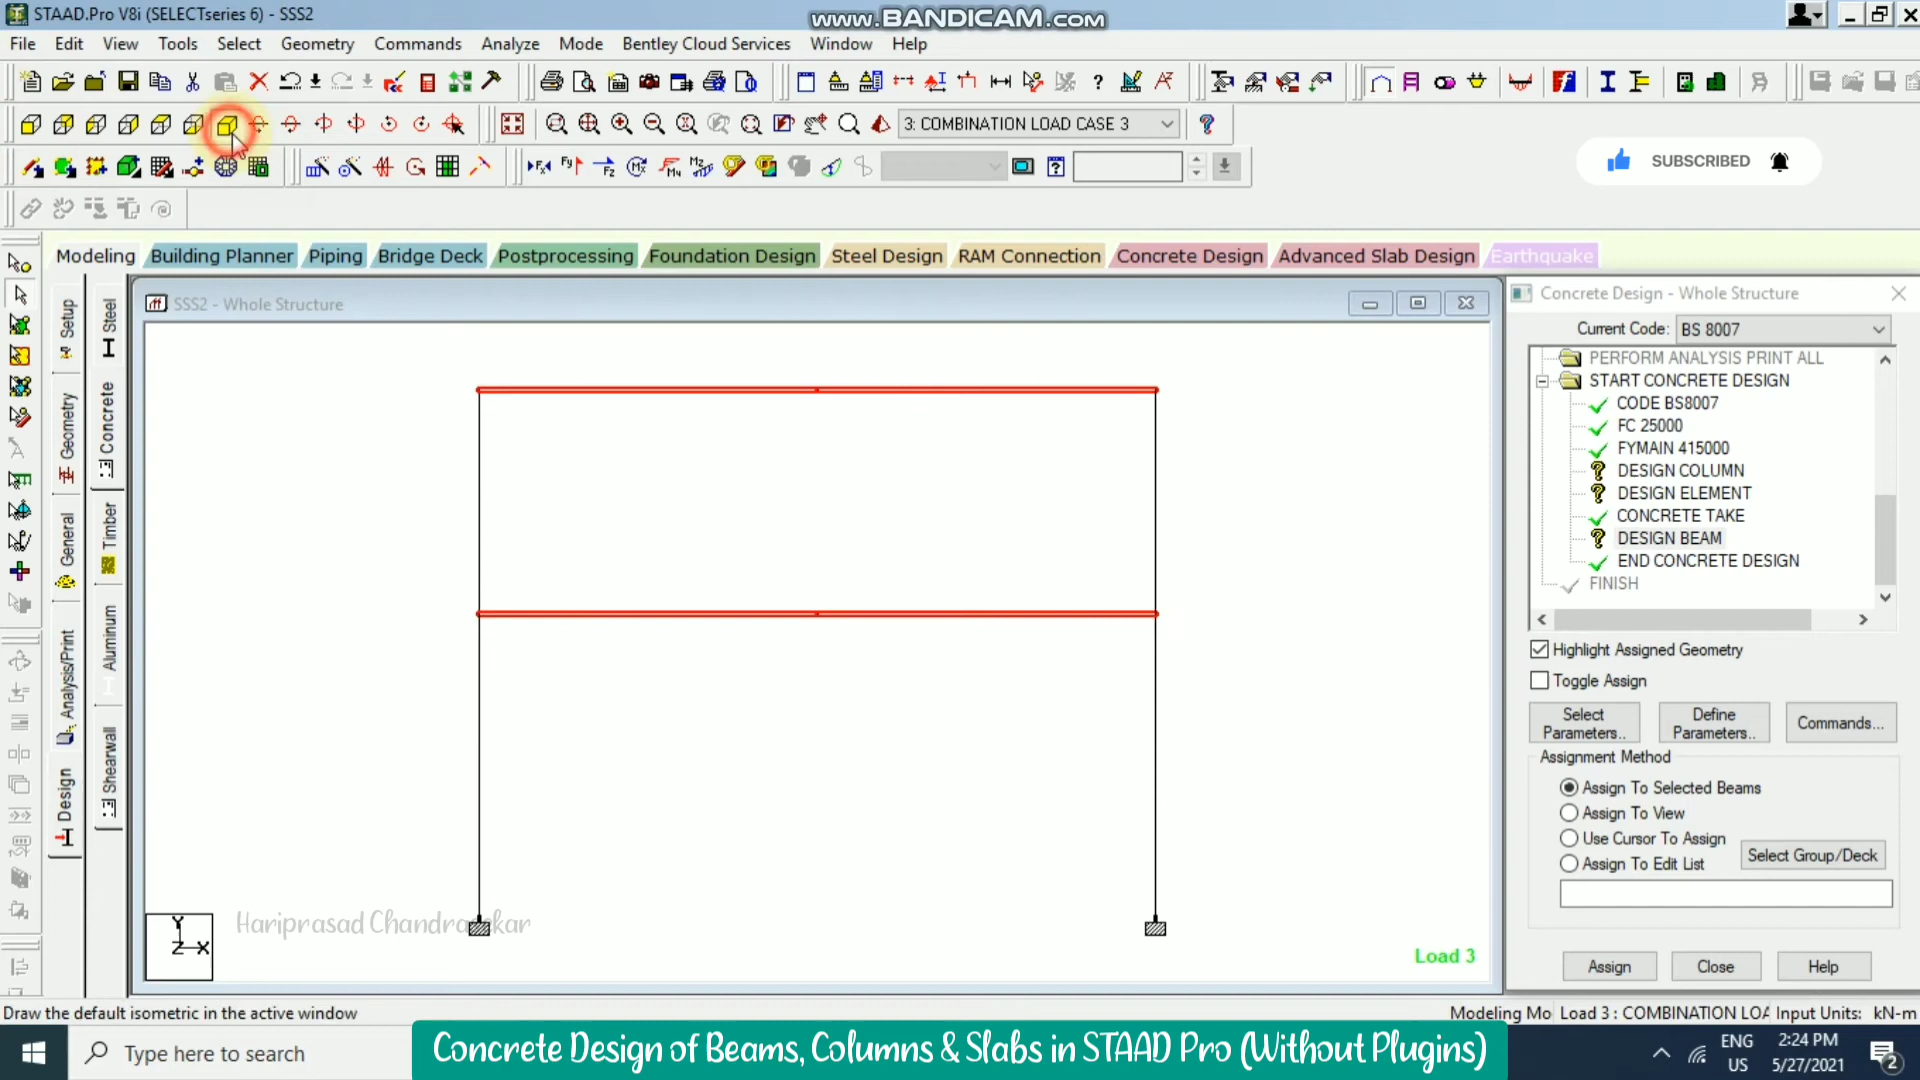 STAAD.Pro V8i (SELECTseries 6) - SSS2
www.BANDICAM.com
File Edit View Tools Select Geometry Commands Analyze Mode Bentley Cloud Services Window Help
3: COMBINATION LOAD CASE 3
SUBSCRIBED
Modeling Building Planner Piping Bridge Deck Postprocessing Foundation Design Steel Design RAM Connection Concrete Design Advanced Slab Design Earthquake
Setup
Geometry
General
Analysis/Print
Design
Steel
Concrete
Timber
Aluminum
Shearwall
SSS2 - Whole Structure
Load 3
Y
Z X
Hariprasad Chandrasekar
Concrete Design - Whole Structure
Current Code: BS 8007
PERFORM ANALYSIS PRINT ALL
START CONCRETE DESIGN
CODE BS8007
FC 25000
FYMAIN 415000
DESIGN COLUMN
DESIGN ELEMENT
CONCRETE TAKE
DESIGN BEAM
END CONCRETE DESIGN
FINISH
Highlight Assigned Geometry
Toggle Assign
Select Parameters..
Define Parameters..
Commands...
Assignment Method
Assign To Selected Beams
Assign To View
Use Cursor To Assign
Assign To Edit List
Select Group/Deck
Assign Close Help
Draw the default isometric in the active window
Modeling Mo Load 3 : COMBINATION LOA Input Units: kN-m
Type here to search
Concrete Design of Beams, Columns & Slabs in STAAD Pro (Without Plugins)
ENG
US
2:24 PM
5/27/2021
2